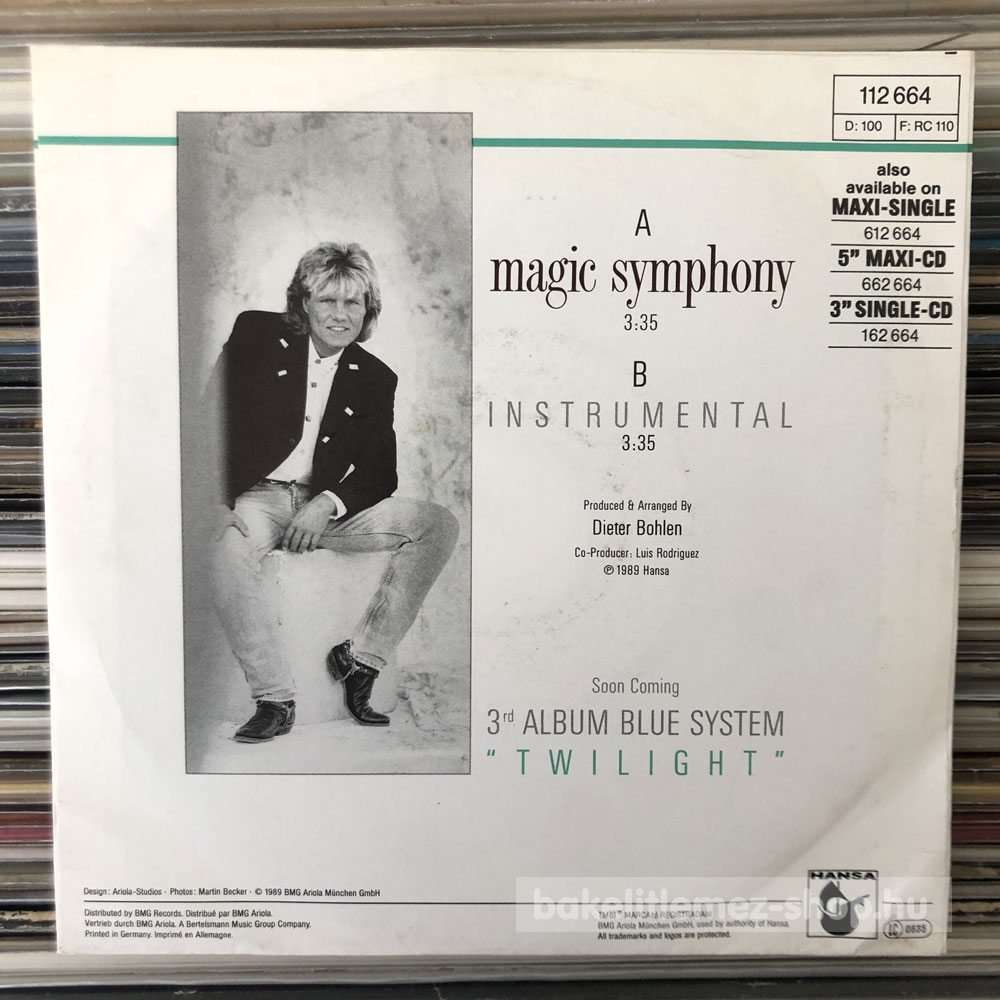 112 664
D: 100 F: RC 110
also
available on
MAXI-SINGLE
612 664
5" MAXI-CD
662 664
3" SINGLE-CD
162 664
A
magic symphony
3:35
B
INSTRUMENTAL
3:35
Produced & Arranged By
Dieter Bohlen
Co-Producer: Luis Rodriguez
℗ 1989 Hansa
Soon Coming
3rd ALBUM BLUE SYSTEM
"TWILIGHT"
Design: Ariola-Studios · Photos: Martin Becker · © 1989 BMG Ariola München GmbH
Distributed by BMG Records. Distribué par BMG Ariola.
Vertrieb durch BMG Ariola. A Bertelsmann Music Group Company.
Printed in Germany. Imprimé en Allemagne.
MARCA(S) REGISTRADA(S)
BMG Ariola München GmbH, used by authority of Hansa.
All trademarks and logos are protected.
HANSA
LC 0835
bakelitlemez-shop.hu